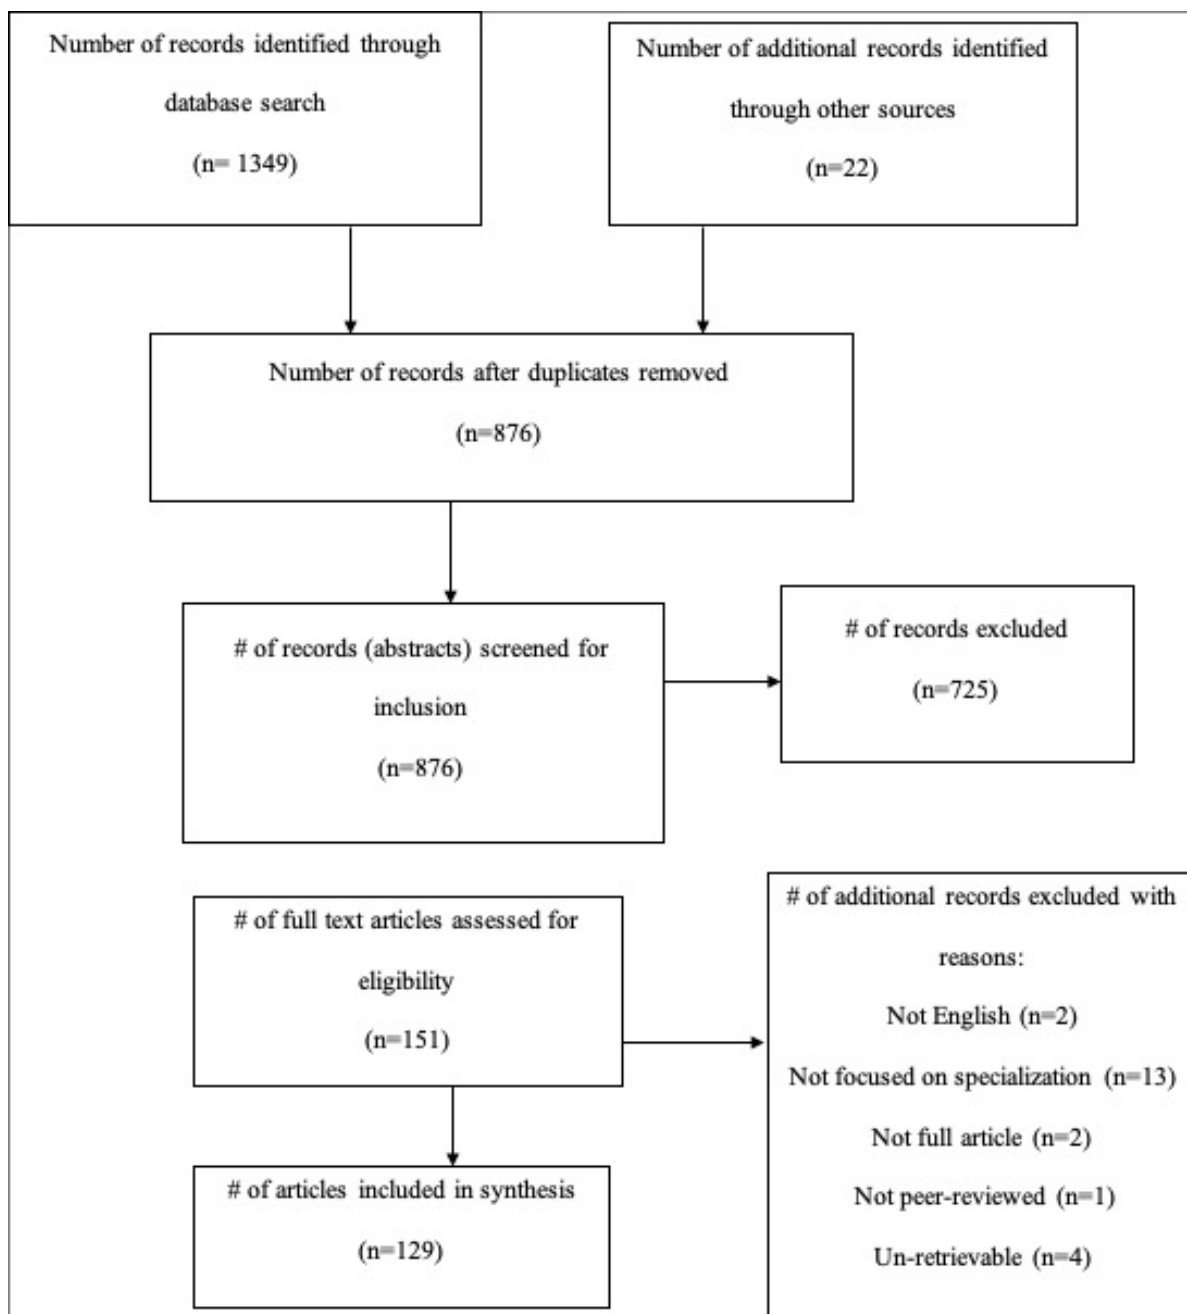 Number of records identified through
database search
(n= 1349)
Number of additional records identified
through other sources
(n=22)
Number of records after duplicates removed
(n=876)
# of records (abstracts) screened for
inclusion
(n=876)
# of records excluded
(n=725)
# of full text articles assessed for
eligibility
(n=151)
# of additional records excluded with
reasons:
Not English (n=2)
Not focused on specialization (n=13)
Not full article (n=2)
Not peer-reviewed (n=1)
Un-retrievable (n=4)
# of articles included in synthesis
(n=129)